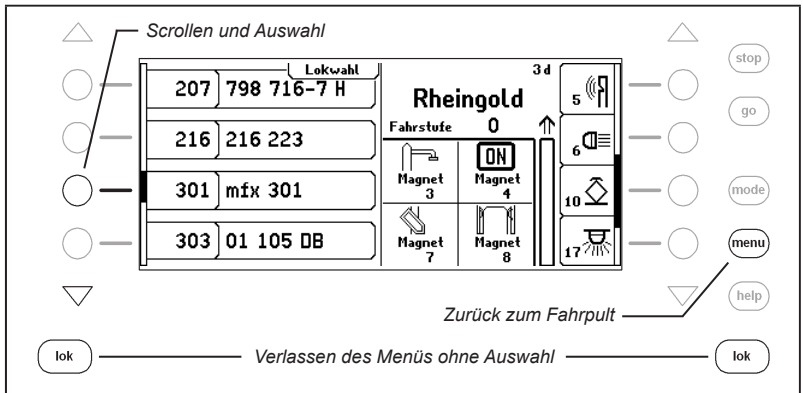 Scrollen und Auswahl
Lokwahl
207 798 716-7 H
216 216 223
301 mfx 301
303 01 105 DB
3d
Rheingold
Fahrstufe 0
ON
Magnet 3
Magnet 4
Magnet 7
Magnet 8
5
6
10
17
stop
go
mode
menu
help
Zurück zum Fahrpult
lok
Verlassen des Menüs ohne Auswahl
lok